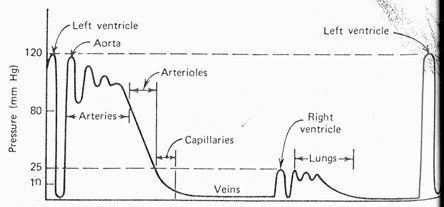 Left ventricle
Left ventricle
Aorta
120
Arterioles
Pressure (mm Hg)
80
Arteries
Capillaries
Right
ventricle
Lungs
25
10
Veins